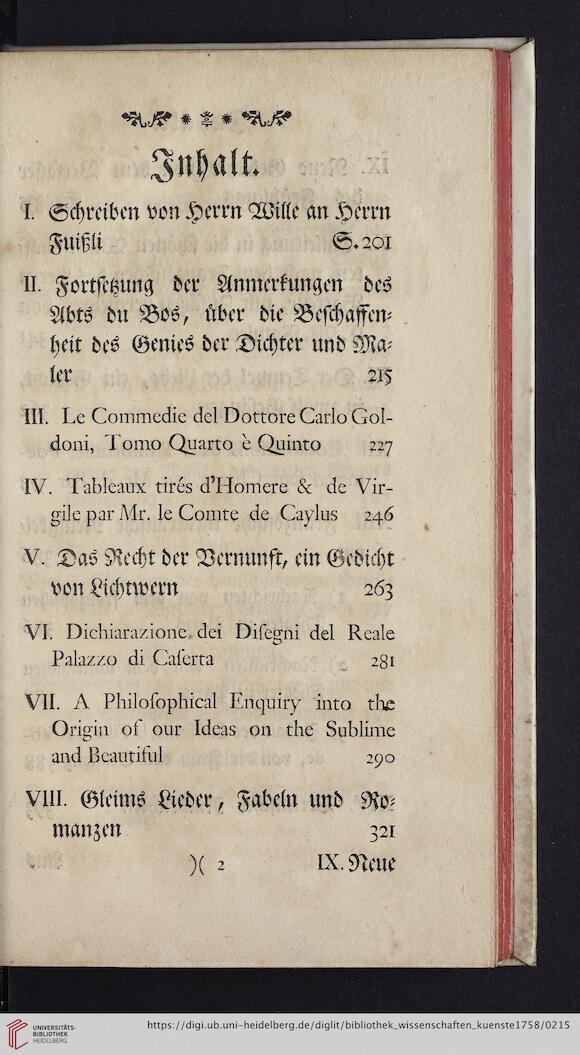 Inhalt.
I. Schreiben von Herrn Wille an Herrn
Fuißli S. 201
II. Fortsetzung der Anmerkungen des
Abts du Bos, über die Beschaffen-
heit des Genies der Dichter und Ma-
ler 215
III. Le Commedie del Dottore Carlo Gol-
doni, Tomo Quarto è Quinto 227
IV. Tableaux tirés d'Homere & de Vir-
gile par Mr. le Comte de Caylus 246
V. Das Recht der Vernunft, ein Gedicht
von Lichtwern 263
VI. Dichiarazione dei Diſegni del Reale
Palazzo di Caſerta 281
VII. A Philoſophical Enquiry into the
Origin of our Ideas on the Sublime
and Beautiful 290
VIII. Gleims Lieder, Fabeln und Ro-
manzen 321
)( 2 IX. Neue
UNIVERSITÄTS-
BIBLIOTHEK
HEIDELBERG
https://digi.ub.uni-heidelberg.de/diglit/bibliothek_wissenschaften_kuenste1758/0215